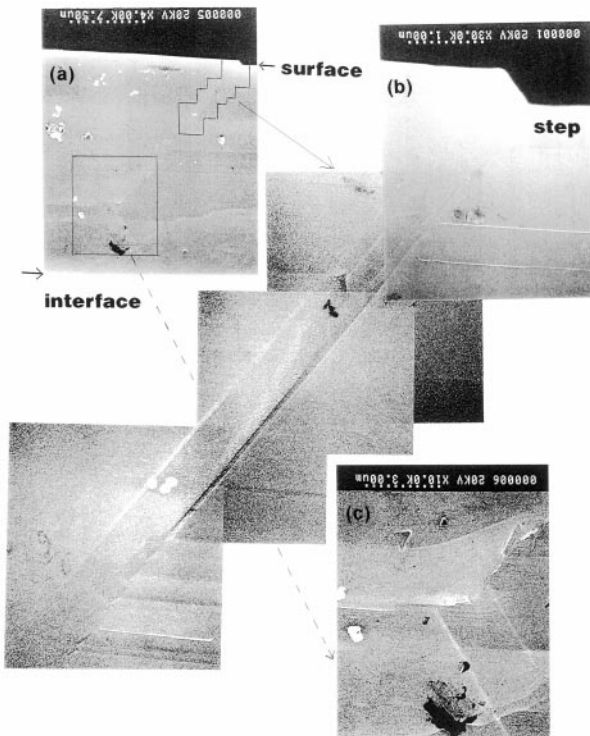 000005 20KV X4.00K 7.50um
(a)
surface
000001 20KV X30.0K 1.00um
(b)
step
interface
000006 20KV X10.0K 3.00um
(c)